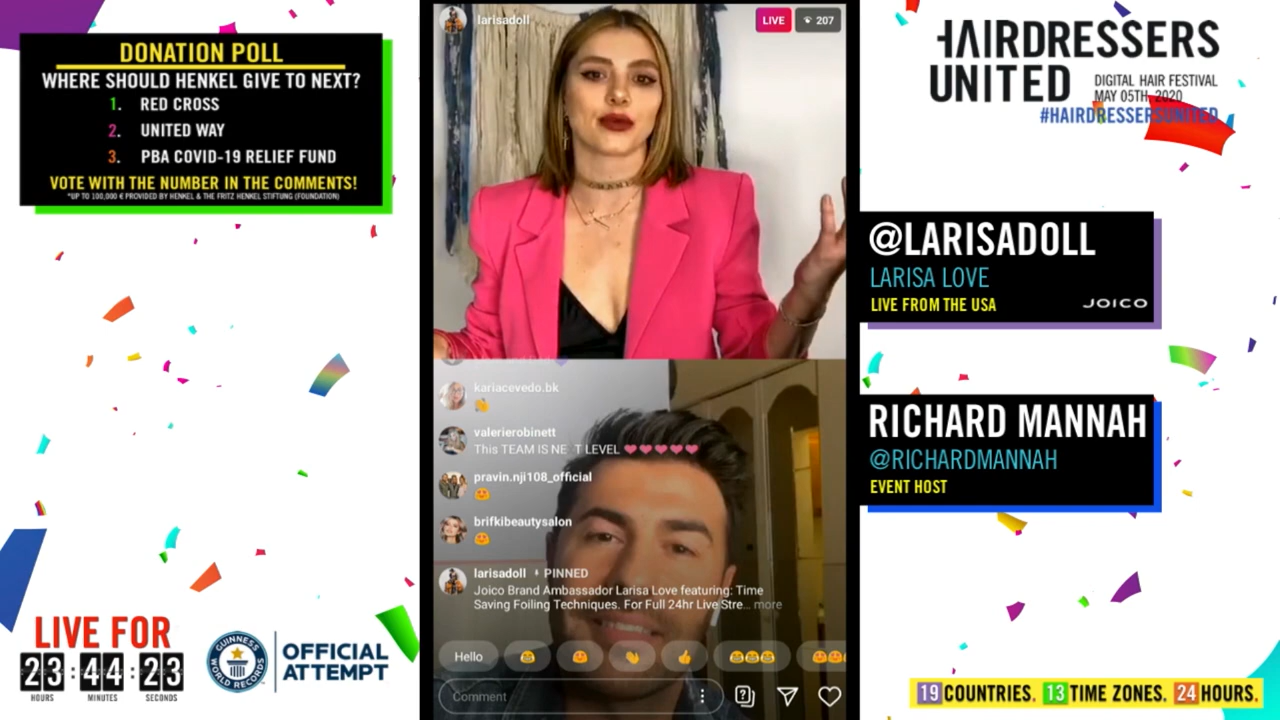 DONATION POLL
WHERE SHOULD HENKEL GIVE TO NEXT?
1. RED CROSS
2. UNITED WAY
3. PBA COVID-19 RELIEF FUND
VOTE WITH THE NUMBER IN THE COMMENTS!
*UP TO 100,000 € PROVIDED BY HENKEL & THE FRITZ HENKEL STIFTUNG (FOUNDATION)
LIVE FOR
23:44:23
HOURS MINUTES SECONDS
GUINNESS WORLD RECORDS
OFFICIAL
ATTEMPT
larisadoll
LIVE 207
kariacevedo.bk
👏
valerierobinett
This TEAM IS NE T LEVEL ❤❤❤❤❤
pravin.nji108_official
😍
brifkibeautysalon
😍
larisadoll PINNED
Joico Brand Ambassador Larisa Love featuring: Time
Saving Foiling Techniques. For Full 24hr Live Stre... more
Hello 😂 😍 👏 👍 😂😂😂 😍😍
Comment
HAIRDRESSERS
UNITED
DIGITAL HAIR FESTIVAL
MAY 05TH, 2020
#HAIRDRESSERSUNITED
@LARISADOLL
LARISA LOVE
LIVE FROM THE USA
JOICO
RICHARD MANNAH
@RICHARDMANNAH
EVENT HOST
19 COUNTRIES. 13 TIME ZONES. 24 HOURS.